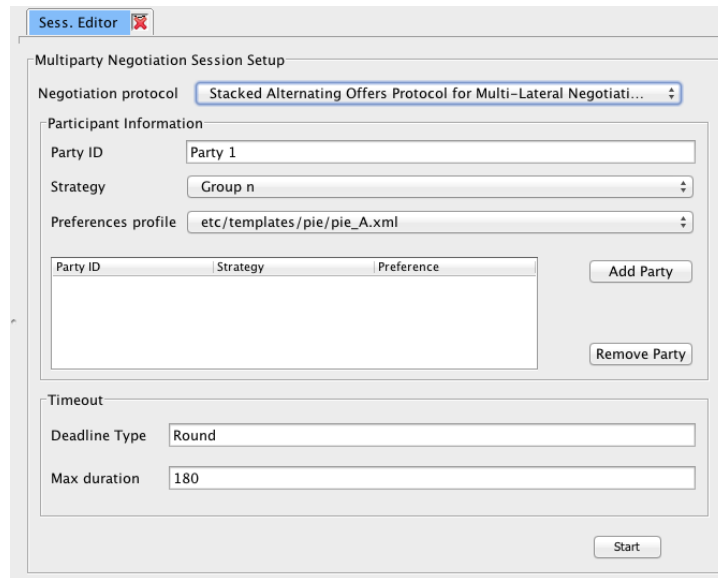 Sess. Editor
Multiparty Negotiation Session Setup
Negotiation protocol Stacked Alternating Offers Protocol for Multi-Lateral Negotiati...
Participant Information
Party ID Party 1
Strategy Group n
Preferences profile etc/templates/pie/pie_A.xml
Party ID Strategy Preference
Add Party
Remove Party
Timeout
Deadline Type Round
Max duration 180
Start